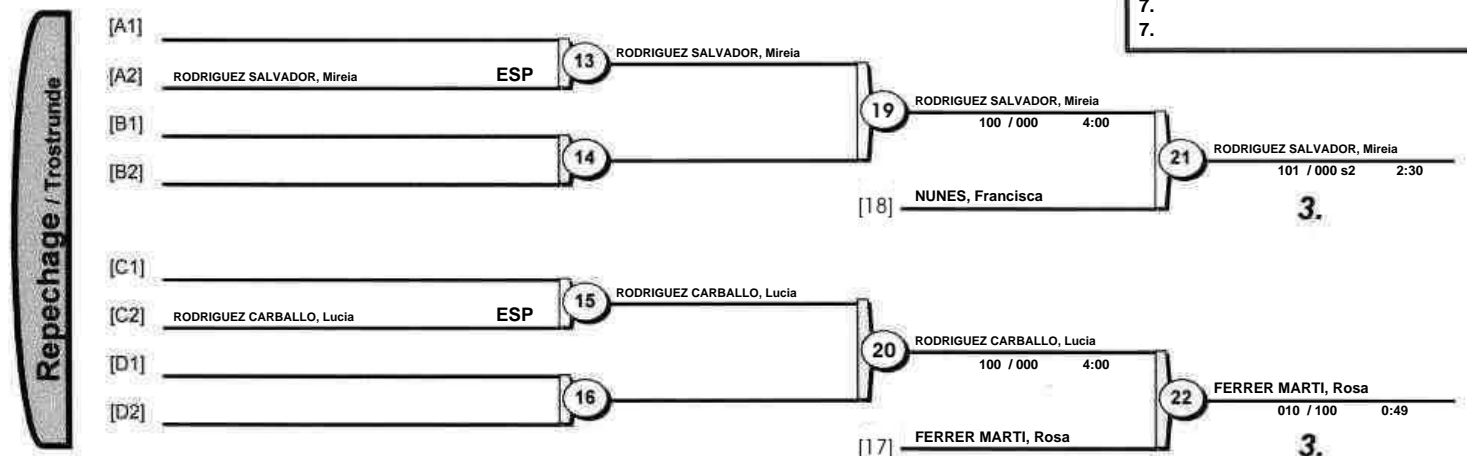 7.
7.
Repechage / Trostrunde
[A1]
[A2] RODRIGUEZ SALVADOR, Mireia ESP
13 RODRIGUEZ SALVADOR, Mireia
[B1]
[B2]
14
19 RODRIGUEZ SALVADOR, Mireia
100 / 000 4:00
[18] NUNES, Francisca
21 RODRIGUEZ SALVADOR, Mireia
101 / 000 s2 2:30
3.
[C1]
[C2] RODRIGUEZ CARBALLO, Lucia ESP
15 RODRIGUEZ CARBALLO, Lucia
[D1]
[D2]
16
20 RODRIGUEZ CARBALLO, Lucia
100 / 000 4:00
[17] FERRER MARTI, Rosa
22 FERRER MARTI, Rosa
010 / 100 0:49
3.